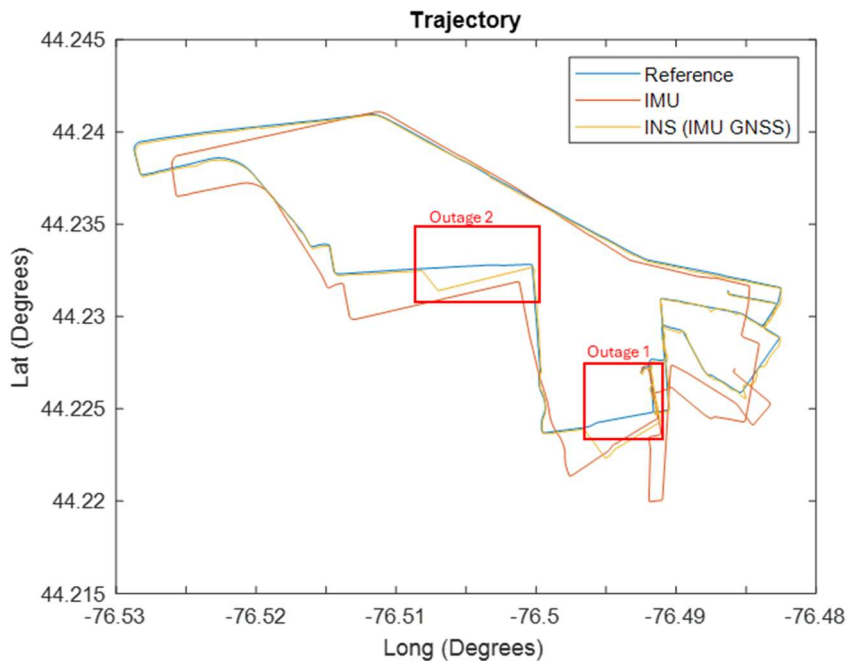 Trajectory
44.245
44.24
44.235
44.23
44.225
44.22
44.215
Lat (Degrees)
Reference
IMU
INS (IMU GNSS)
Outage 2
Outage 1
-76.53
-76.52
-76.51
-76.5
-76.49
-76.48
Long (Degrees)